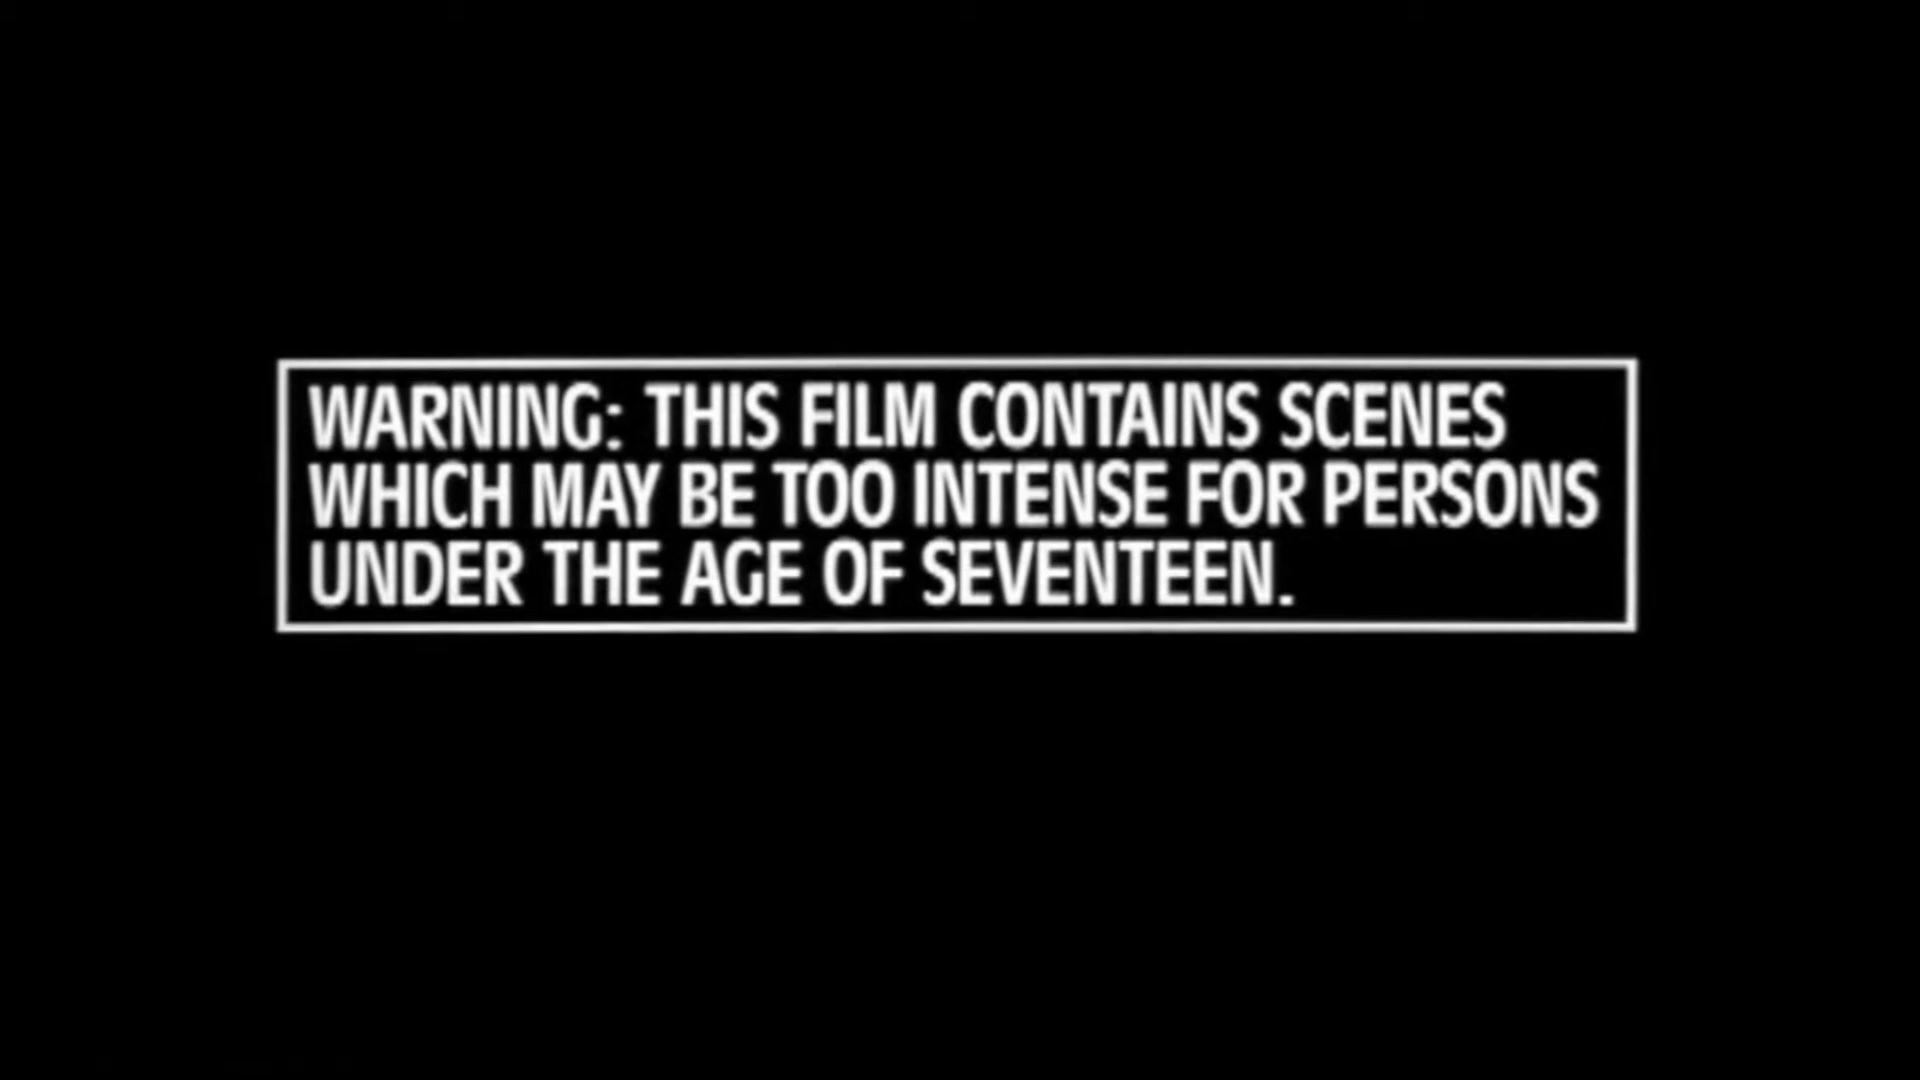 WARNING: THIS FILM CONTAINS SCENES
WHICH MAY BE TOO INTENSE FOR PERSONS
UNDER THE AGE OF SEVENTEEN.